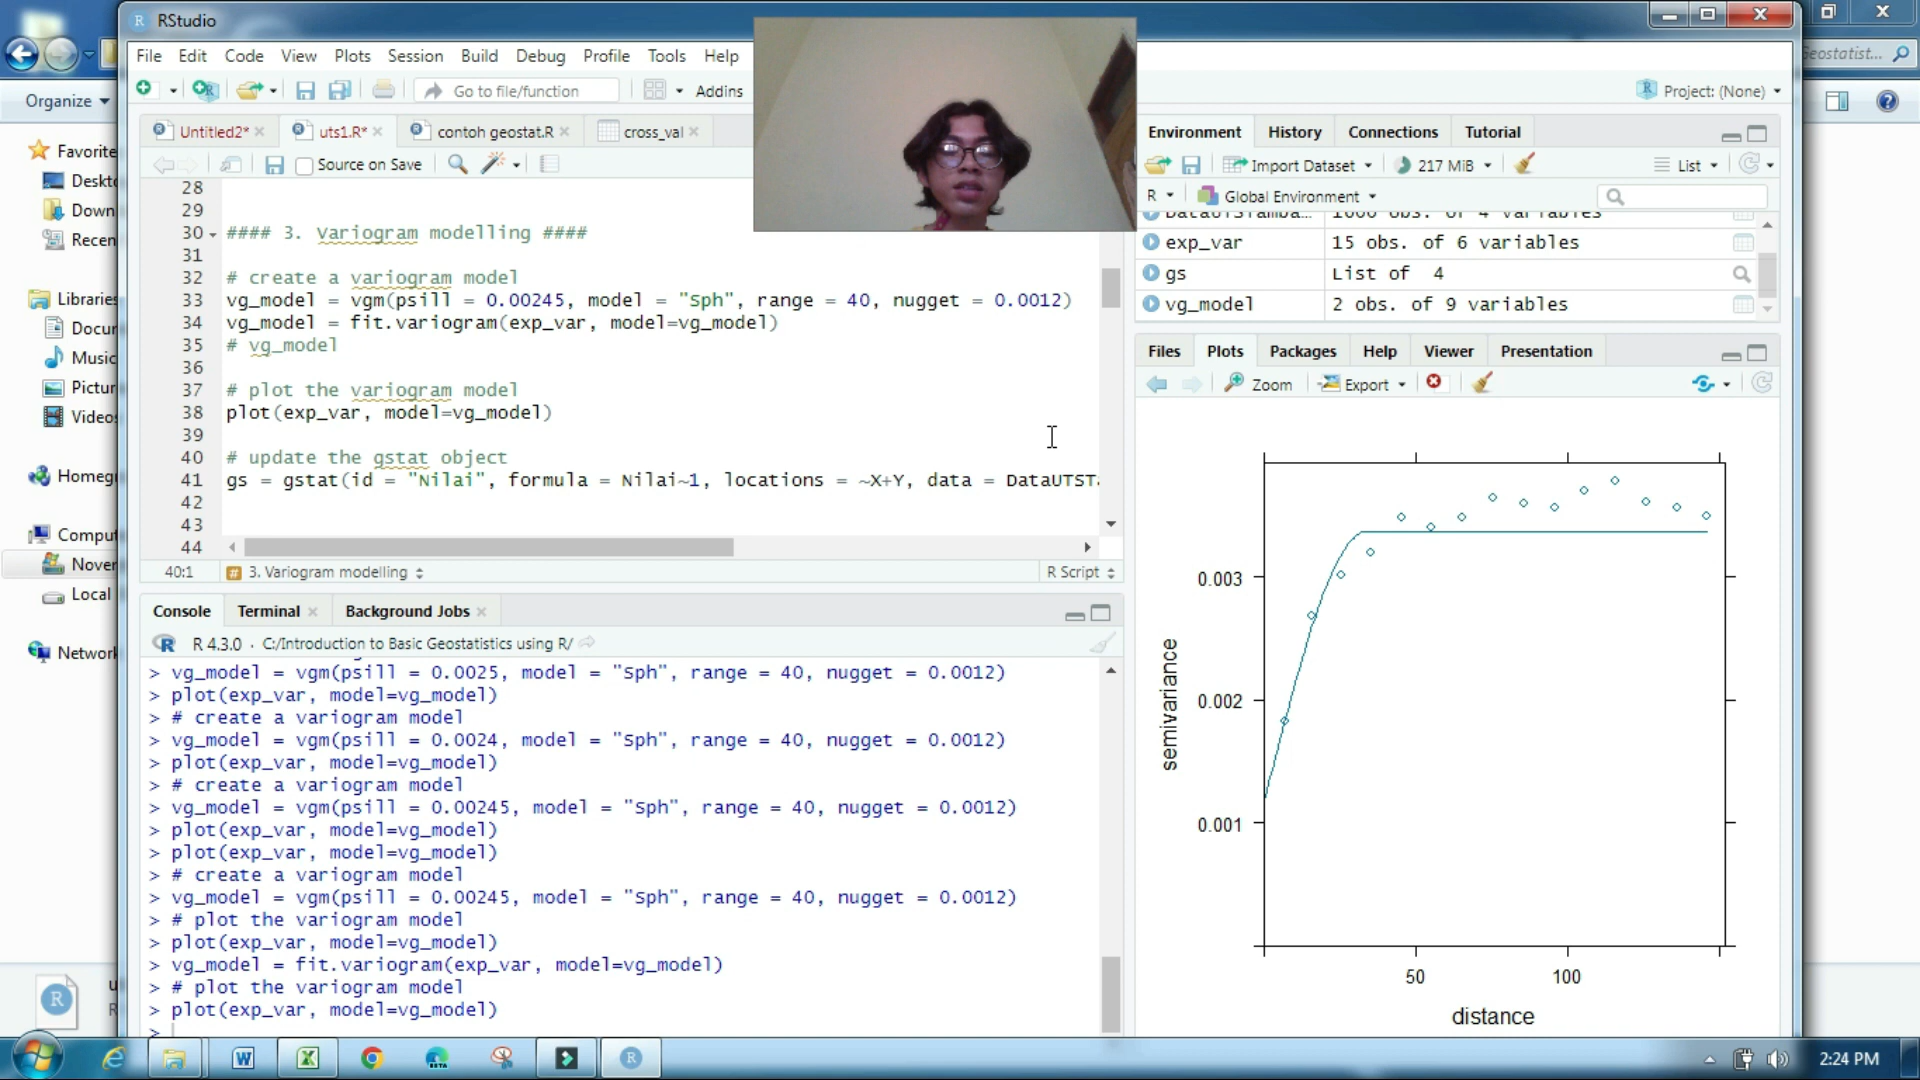 RStudio
File Edit Code View Plots Session Build Debug Profile Tools Help
Go to file/function Addins
Project: (None)
Untitled2* uts1.R* contoh geostat.R cross_val
Source on Save
28
29
30 #### 3. Variogram modelling ####
31
32 # create a variogram model
33 vg_model = vgm(psill = 0.00245, model = "Sph", range = 40, nugget = 0.0012)
34 vg_model = fit.variogram(exp_var, model=vg_model)
35 # vg_model
36
37 # plot the variogram model
38 plot(exp_var, model=vg_model)
39
40 # update the gstat object
41 gs = gstat(id = "Nilai", formula = Nilai~1, locations = ~X+Y, data = DataUTST
42
43
44
40:1 3. Variogram modelling R Script
Console Terminal Background Jobs
R 4.3.0 · C:/Introduction to Basic Geostatistics using R/
> vg_model = vgm(psill = 0.0025, model = "Sph", range = 40, nugget = 0.0012)
> plot(exp_var, model=vg_model)
> # create a variogram model
> vg_model = vgm(psill = 0.0024, model = "Sph", range = 40, nugget = 0.0012)
> plot(exp_var, model=vg_model)
> # create a variogram model
> vg_model = vgm(psill = 0.00245, model = "Sph", range = 40, nugget = 0.0012)
> plot(exp_var, model=vg_model)
> plot(exp_var, model=vg_model)
> # create a variogram model
> vg_model = vgm(psill = 0.00245, model = "Sph", range = 40, nugget = 0.0012)
> # plot the variogram model
> plot(exp_var, model=vg_model)
> vg_model = fit.variogram(exp_var, model=vg_model)
> # plot the variogram model
> plot(exp_var, model=vg_model)
>
Environment History Connections Tutorial
Import Dataset 217 MiB List
R Global Environment
exp_var 15 obs. of 6 variables
gs List of 4
vg_model 2 obs. of 9 variables
Files Plots Packages Help Viewer Presentation
Zoom Export
0.003
0.002
0.001
semivariance
50 100
distance
Organize
Favorite
Deskt
Down
Recen
Libraries
Docur
Music
Pictur
Videos
Homeg
Comput
Nover
Local
Network
eostatist...
2:24 PM